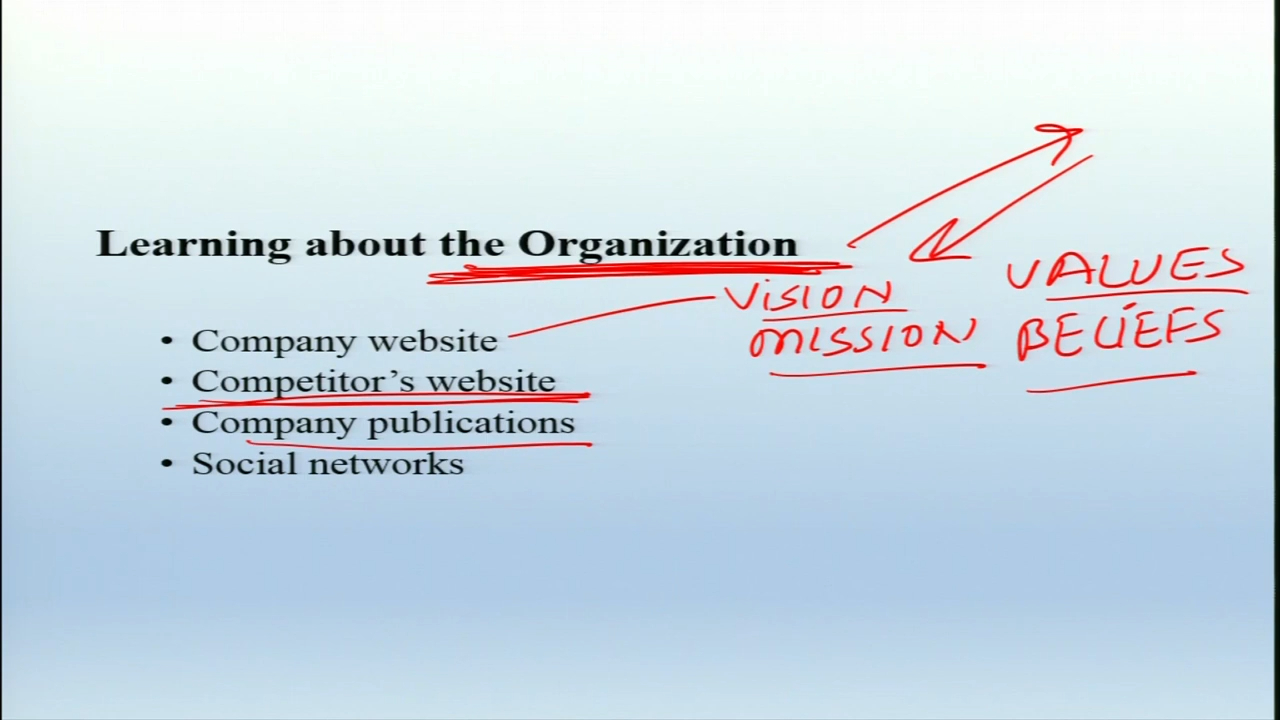 Learning about the Organization
VISION
MISSION
VALUES
BELIEFS
• Company website
• Competitor's website
• Company publications
• Social networks